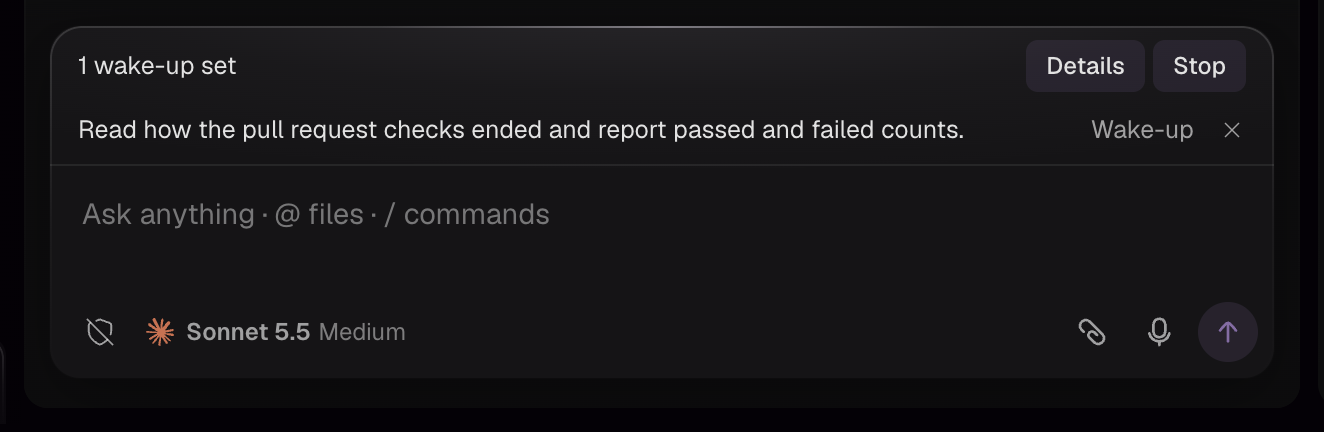 1 wake-up set
Details
Stop
Read how the pull request checks ended and report passed and failed counts.
Wake-up
Ask anything · @ files · / commands
Sonnet 5.5 Medium